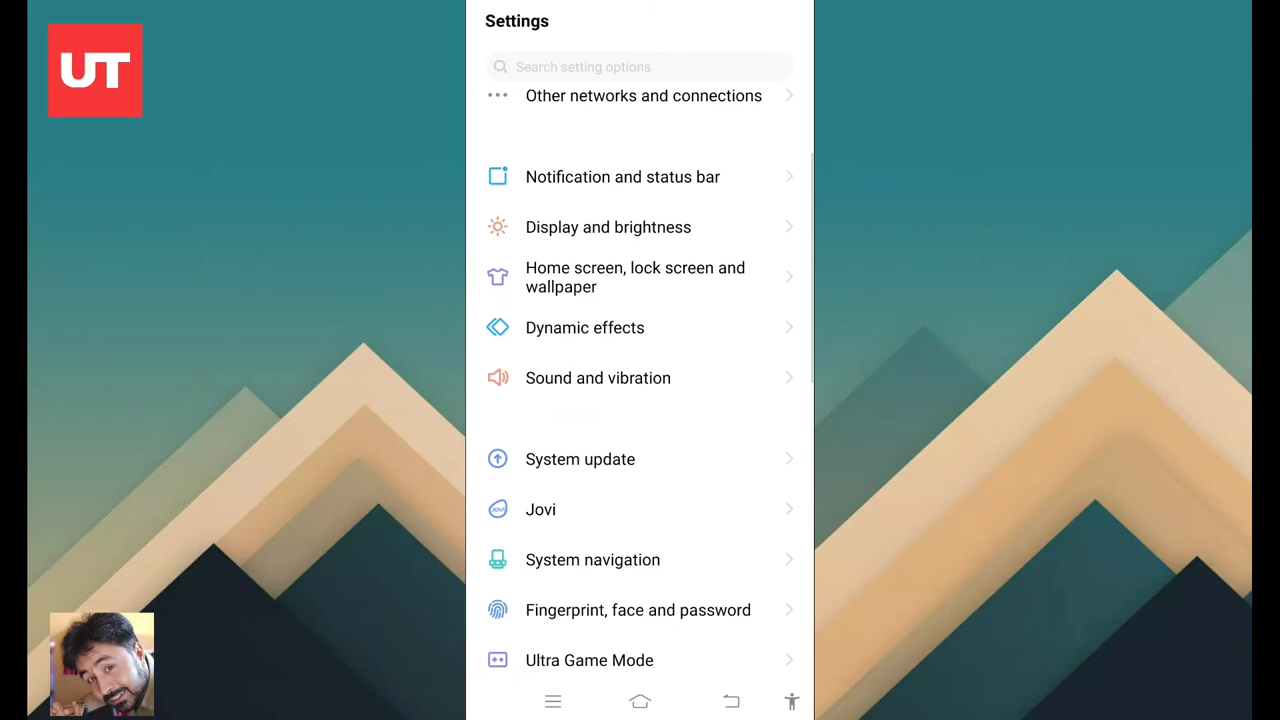 UT
Settings
Search setting options
Other networks and connections
Notification and status bar
Display and brightness
Home screen, lock screen and
wallpaper
Dynamic effects
Sound and vibration
System update
Jovi
Jovi
System navigation
Fingerprint, face and password
Ultra Game Mode